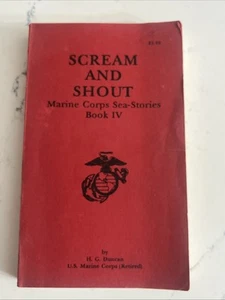 SCREAM
AND
SHOUT
Marine Corps Sea-Stories
Book IV
by
H. G. Duncan
U.S. Marine Corps (Retired)